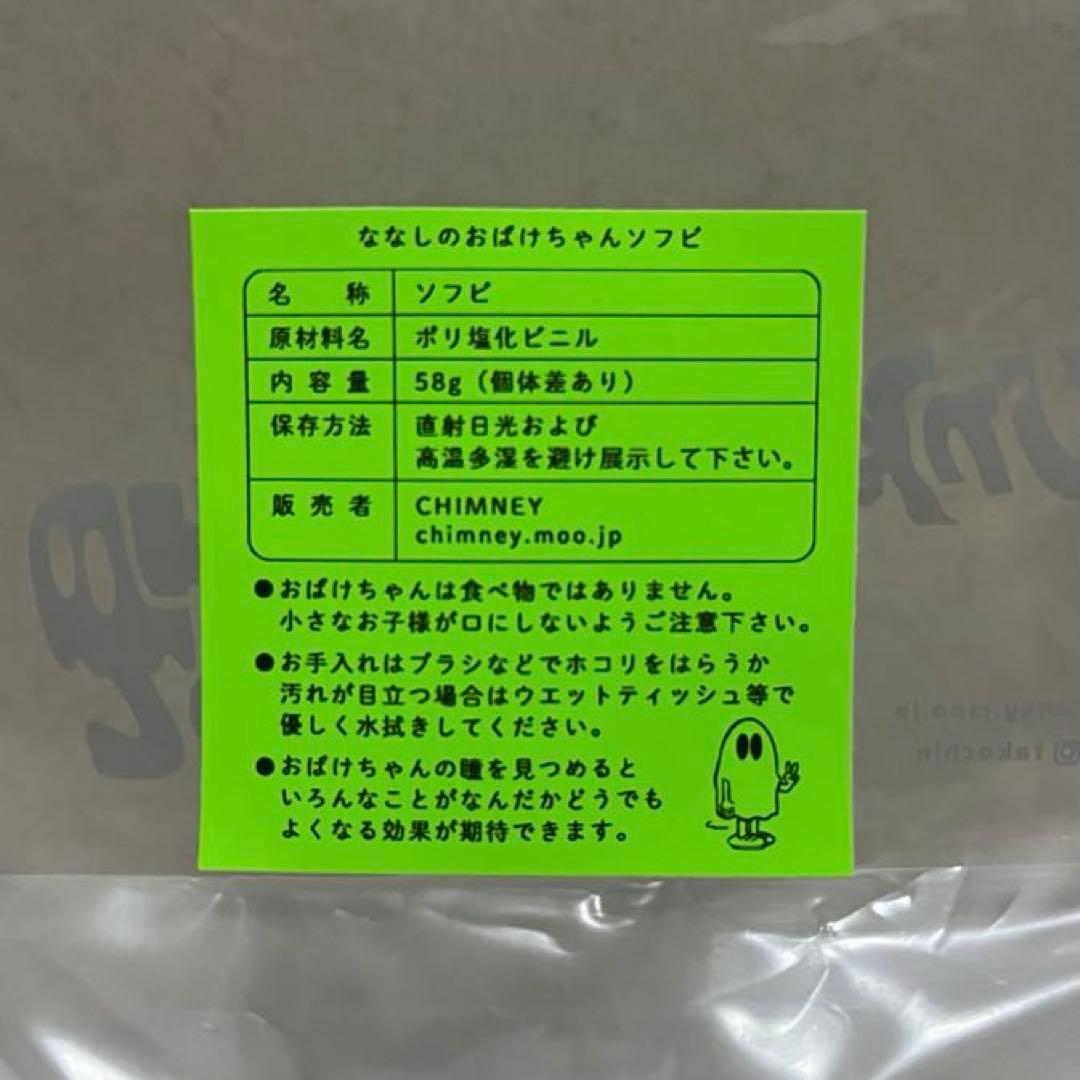 ななしのおばけちゃんソフビ
名称 ソフビ
原材料名 ポリ塩化ビニル
内容量 58g（個体差あり）
保存方法 直射日光および
高温多湿を避け展示して下さい。
販売者 CHIMNEY
chimney.moo.jp
●おばけちゃんは食べ物ではありません。
小さなお子様が口にしないようご注意下さい。
●お手入れはブラシなどでホコリをはらうか
汚れが目立つ場合はウエットティッシュ等で
優しく水拭きしてください。
●おばけちゃんの瞳を見つめると
いろんなことがなんだかどうでも
よくなる効果が期待できます。
takochin